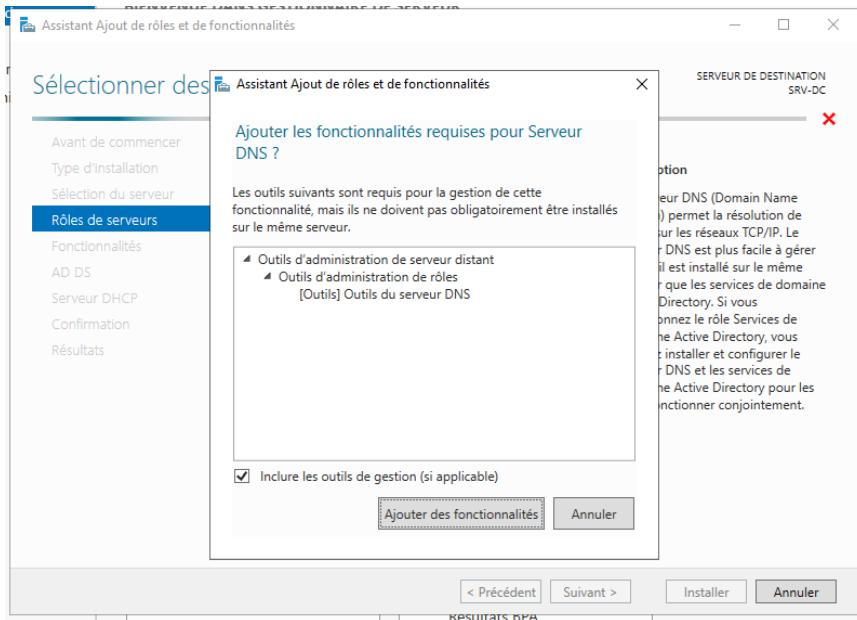 BIENVENUE DANS GESTIONNAIRE DE SERVEUR
Assistant Ajout de rôles et de fonctionnalités
Sélectionner des
SERVEUR DE DESTINATION
SRV-DC
Avant de commencer
Type d'installation
Sélection du serveur
Rôles de serveurs
Fonctionnalités
AD DS
Serveur DHCP
Confirmation
Résultats
Assistant Ajout de rôles et de fonctionnalités
Ajouter les fonctionnalités requises pour Serveur
DNS ?
Les outils suivants sont requis pour la gestion de cette
fonctionnalité, mais ils ne doivent pas obligatoirement être installés
sur le même serveur.
Outils d'administration de serveur distant
Outils d'administration de rôles
[Outils] Outils du serveur DNS
Inclure les outils de gestion (si applicable)
Ajouter des fonctionnalités
Annuler
ption
eur DNS (Domain Name
) permet la résolution de
sur les réseaux TCP/IP. Le
r DNS est plus facile à gérer
il est installé sur le même
r que les services de domaine
Directory. Si vous
onnez le rôle Services de
ne Active Directory, vous
z installer et configurer le
r DNS et les services de
ne Active Directory pour les
onctionner conjointement.
< Précédent
Suivant >
Installer
Annuler
Résultats BPA